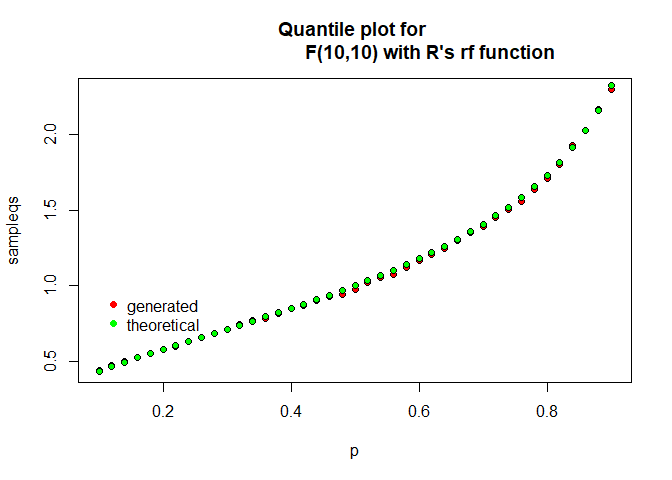 Quantile plot for
F(10,10) with R's rf function
2.0
1.5
1.0
0.5
sampleqs
generated
theoretical
0.2 0.4 0.6 0.8
p